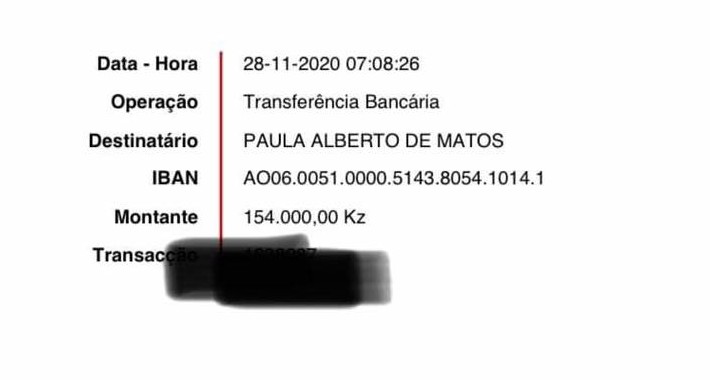 Data - Hora 28-11-2020 07:08:26
Operação Transferência Bancária
Destinatário PAULA ALBERTO DE MATOS
IBAN AO06.0051.0000.5143.8054.1014.1
Montante 154.000,00 Kz
Transacção